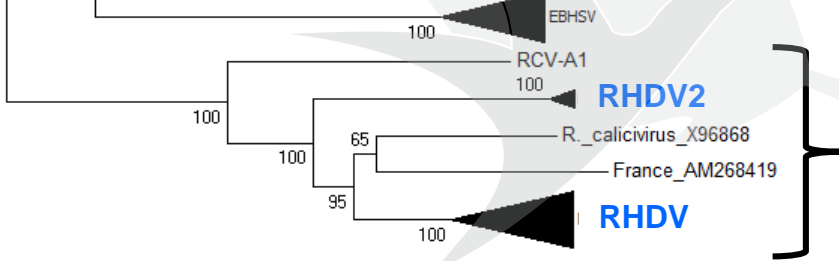 EBHSV
100
RCV-A1
100
RHDV2
100
65
R._calicivirus_X96868
100
France_AM268419
95
RHDV
100